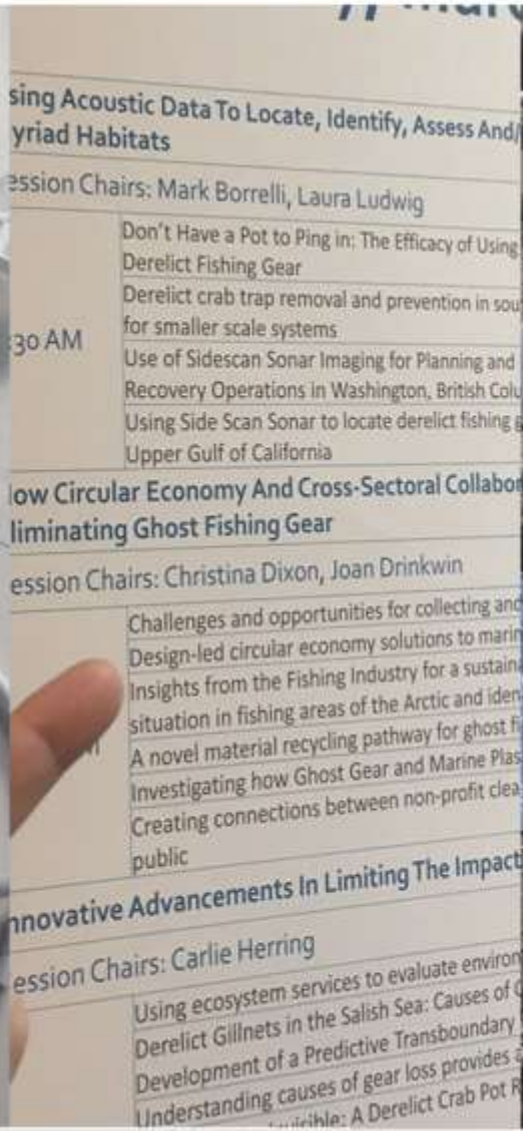 sing Acoustic Data To Locate, Identify, Assess And/
yriad Habitats
ession Chairs: Mark Borrelli, Laura Ludwig
Don't Have a Pot to Ping in: The Efficacy of Using
Derelict Fishing Gear
Derelict crab trap removal and prevention in sou
for smaller scale systems
:30 AM
Use of Sidescan Sonar Imaging for Planning and
Recovery Operations in Washington, British Colu
Using Side Scan Sonar to locate derelict fishing g
Upper Gulf of California
ow Circular Economy And Cross-Sectoral Collabor
liminating Ghost Fishing Gear
ession Chairs: Christina Dixon, Joan Drinkwin
Challenges and opportunities for collecting and
Design-led circular economy solutions to marin
Insights from the Fishing Industry for a sustain
situation in fishing areas of the Arctic and iden
A novel material recycling pathway for ghost fi
Investigating how Ghost Gear and Marine Plas
Creating connections between non-profit clea
public
nnovative Advancements In Limiting The Impact
ession Chairs: Carlie Herring
Using ecosystem services to evaluate environ
Derelict Gillnets in the Salish Sea: Causes of
Development of a Predictive Transboundary
Understanding causes of gear loss provides a
A Derelict Crab Pot R